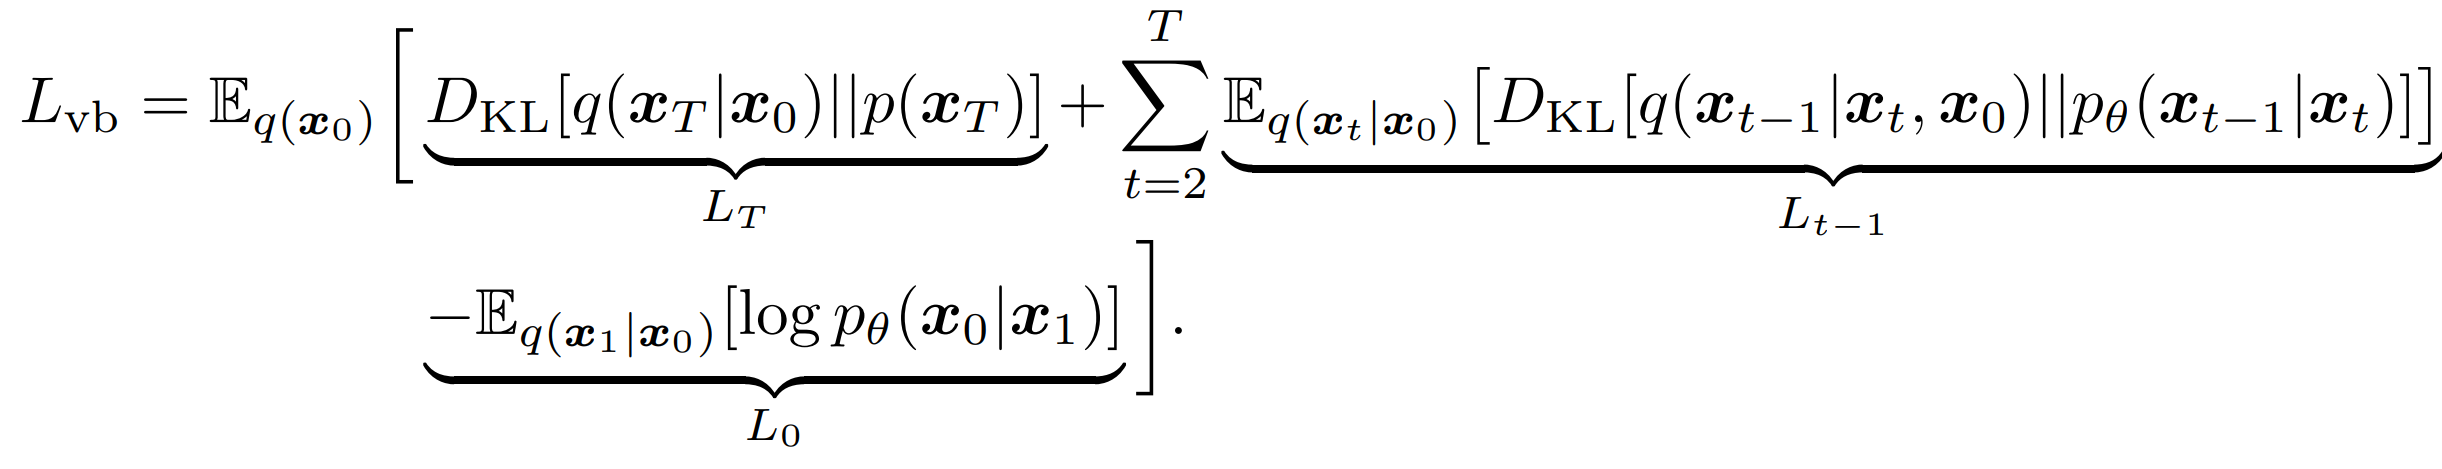 L_vb = 𝔼_{q(𝒙_0)} [ D_KL[q(𝒙_T|𝒙_0)||p(𝒙_T)] + ∑_{t=2}^{T} 𝔼_{q(𝒙_t|𝒙_0)} [D_KL[q(𝒙_{t−1}|𝒙_t, 𝒙_0)||p_θ(𝒙_{t−1}|𝒙_t)]]
L_T L_{t−1}
−𝔼_{q(𝒙_1|𝒙_0)}[log p_θ(𝒙_0|𝒙_1)] ] .
L_0